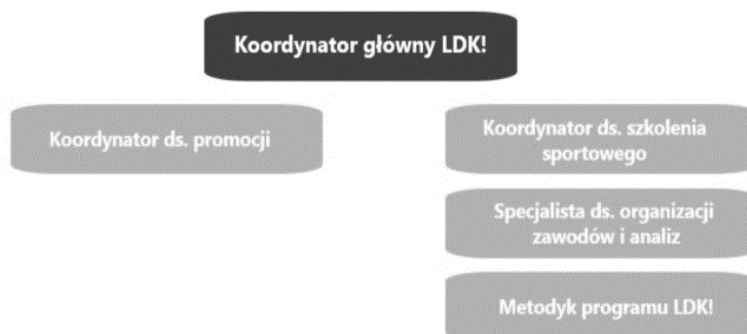 Koordynator główny LDK!
Koordynator ds. promocji
Koordynator ds. szkolenia
sportowego
Specjalista ds. organizacji
zawodów i analiz
Metodyk programu LDK!